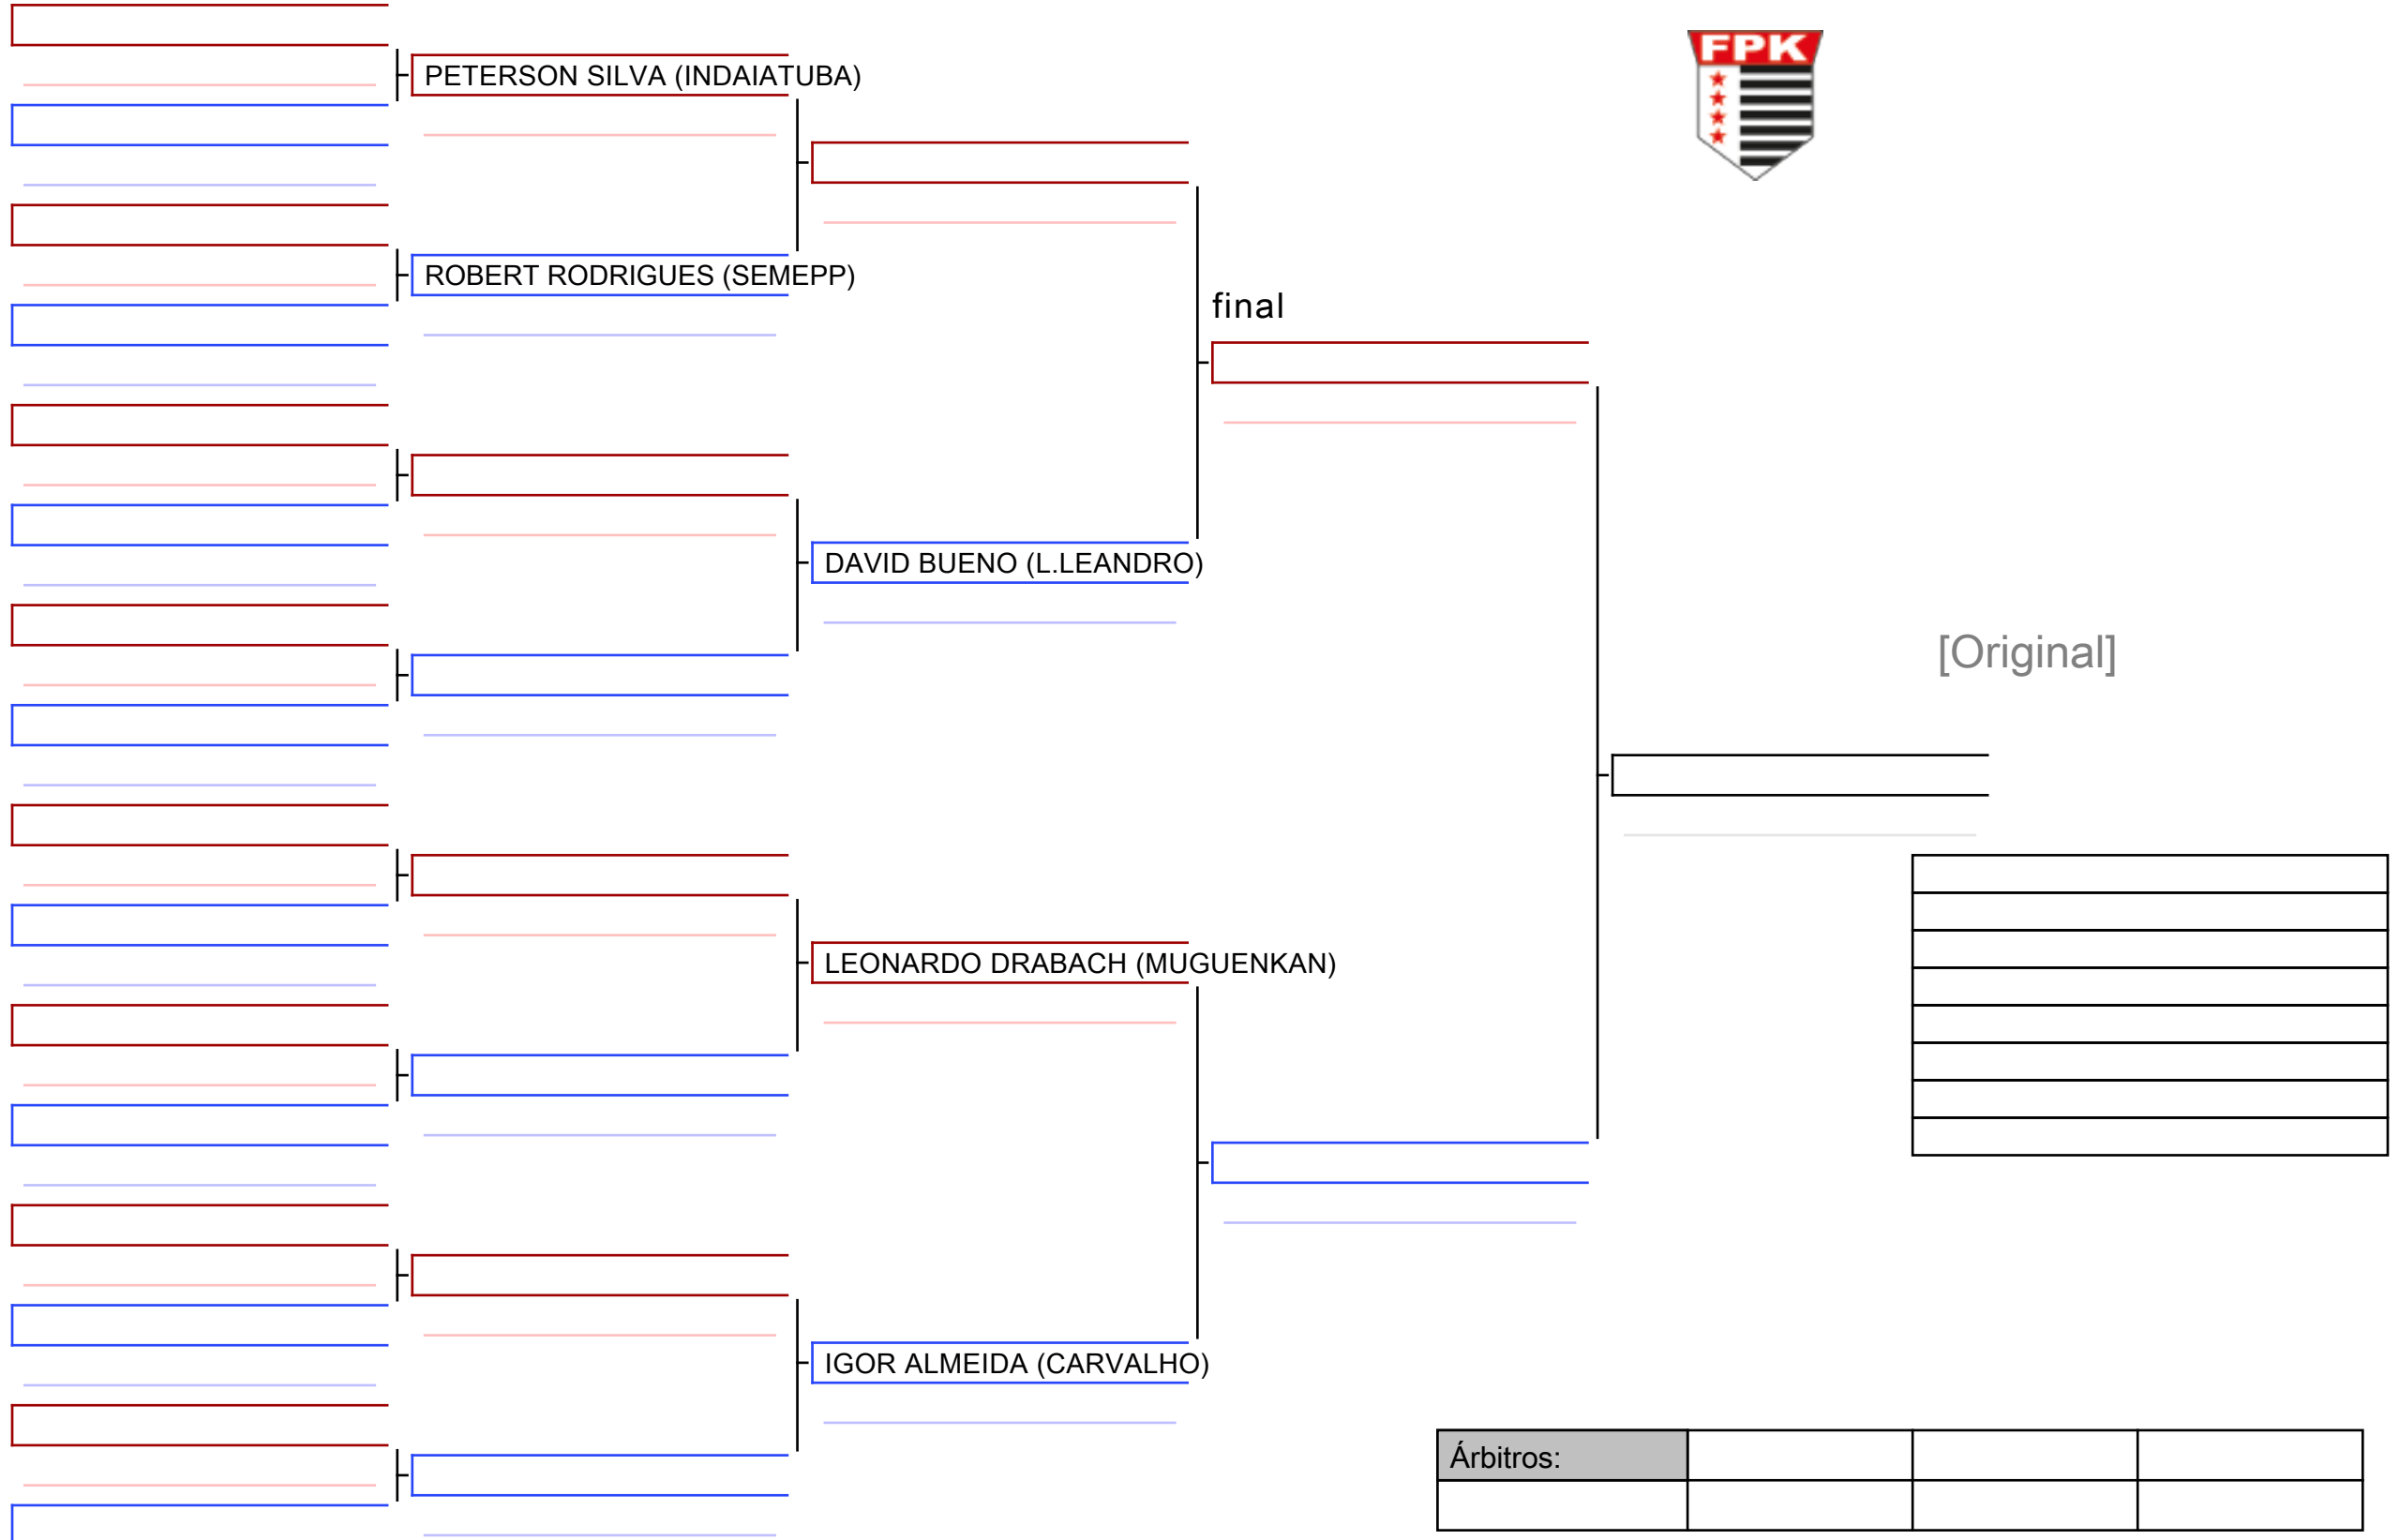 FPK
PETERSON SILVA (INDAIATUBA)
ROBERT RODRIGUES (SEMEPP)
final
DAVID BUENO (L.LEANDRO)
[Original]
LEONARDO DRABACH (MUGUENKAN)
IGOR ALMEIDA (CARVALHO)
Árbitros: